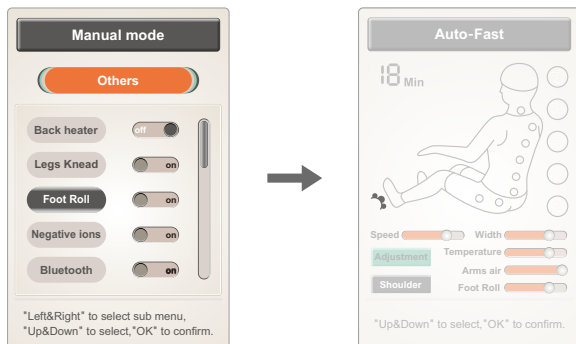 Manual mode
Others
Back heater off
Legs Knead on
Foot Roll on
Negative ions on
Bluetooth on
"Left&Right" to select sub menu,
"Up&Down" to select,"OK" to confirm.
Auto-Fast
18 Min
Speed Width
Adjustment Temperature
Arms air
Shoulder Foot Roll
"Up&Down" to select,"OK" to confirm.